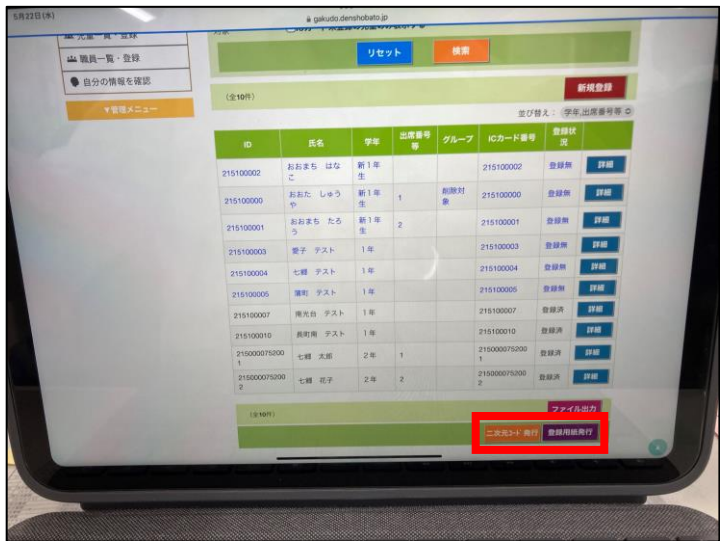 5月22日(水)
gakudo.denshobato.jp
職員一覧・登録
自分の情報を確認
▼管理メニュー
リセット 検索
(全10件)
新規登録
並び替え: 学年,出席番号等
ID 氏名 学年 出席番号等 グループ ICカード番号 登録状況
215100002 おおまち はなこ 新1年生 215100002 登録無 詳細
215100000 おおた しゅうや 新1年生 1 削除対象 215100000 登録無 詳細
215100001 おおまち たろう 新1年生 2 215100001 登録無 詳細
215100003 愛子 テスト 1年 215100003 登録無 詳細
215100004 七郷 テスト 1年 215100004 登録無 詳細
215100005 蒲町 テスト 1年 215100005 登録無 詳細
215100007 南光台 テスト 1年 215100007 登録済 詳細
215100010 長町南 テスト 1年 215100010 登録済 詳細
2150000752001 七郷 太郎 2年 1 2150000752001 登録済 詳細
2150000752002 七郷 花子 2年 2 2150000752002 登録済 詳細
(全10件)
ファイル出力
二次元コード発行 登録用紙発行